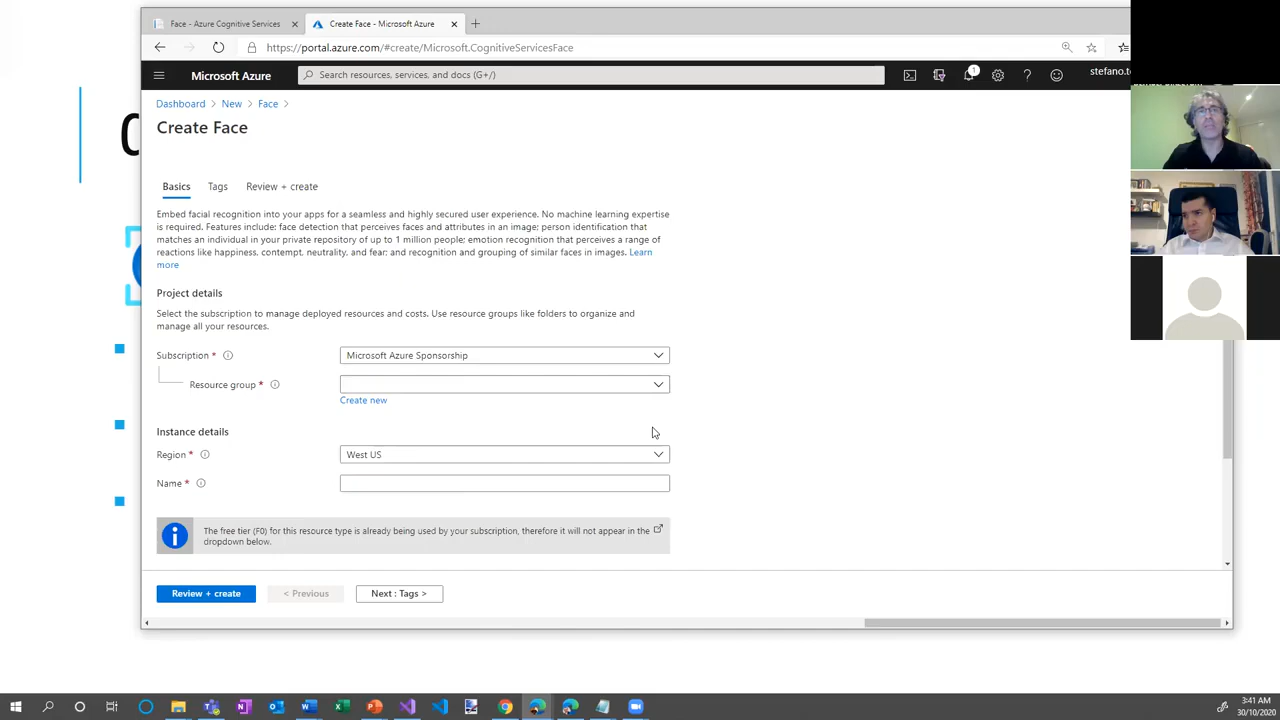 Face - Azure Cognitive Services
Create Face - Microsoft Azure
https://portal.azure.com/#create/Microsoft.CognitiveServicesFace
Microsoft Azure
Search resources, services, and docs (G+/)
1
stefano.t
Dashboard > New > Face >
Create Face
Basics Tags Review + create
Embed facial recognition into your apps for a seamless and highly secured user experience. No machine learning expertise
is required. Features include: face detection that perceives faces and attributes in an image; person identification that
matches an individual in your private repository of up to 1 million people; emotion recognition that perceives a range of
reactions like happiness, contempt, neutrality, and fear; and recognition and grouping of similar faces in images. Learn
more
Project details
Select the subscription to manage deployed resources and costs. Use resource groups like folders to organize and
manage all your resources.
Subscription * Microsoft Azure Sponsorship
Resource group *
Create new
Instance details
Region * West US
Name *
The free tier (F0) for this resource type is already being used by your subscription, therefore it will not appear in the
dropdown below.
Review + create < Previous Next : Tags >
3:41 AM
30/10/2020